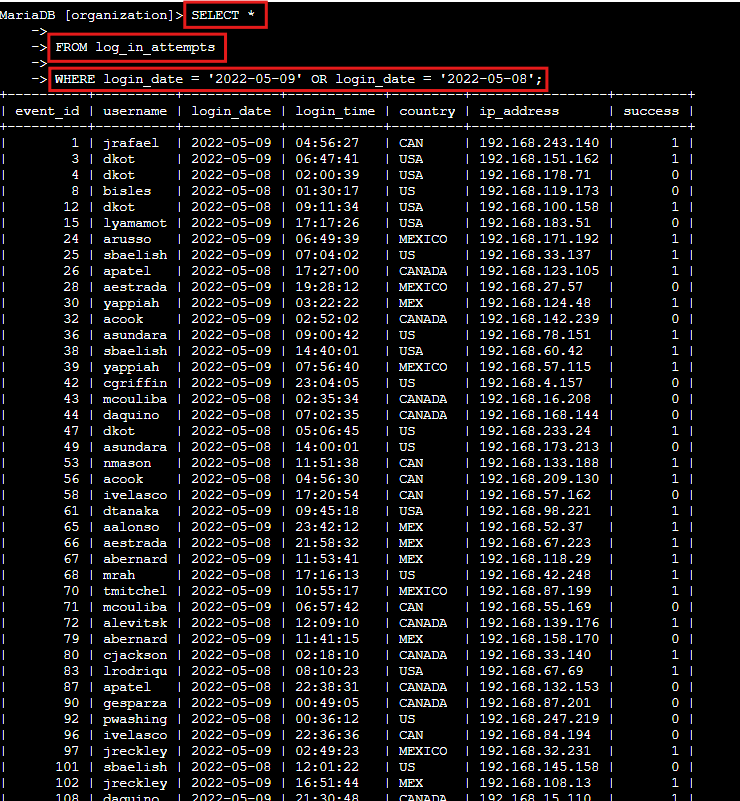 MariaDB [organization]> SELECT *
    ->
    -> FROM log_in_attempts
    ->
    -> WHERE login_date = '2022-05-09' OR login_date = '2022-05-08';
+----------+----------+------------+------------+---------+-----------------+---------+
| event_id | username | login_date | login_time | country | ip_address      | success |
+----------+----------+------------+------------+---------+-----------------+---------+
|        1 | jrafael  | 2022-05-09 | 04:56:27   | CAN     | 192.168.243.140 |       1 |
|        3 | dkot     | 2022-05-09 | 06:47:41   | USA     | 192.168.151.162 |       1 |
|        4 | dkot     | 2022-05-08 | 02:00:39   | USA     | 192.168.178.71  |       0 |
|        8 | bisles   | 2022-05-08 | 01:30:17   | US      | 192.168.119.173 |       0 |
|       12 | dkot     | 2022-05-08 | 09:11:34   | USA     | 192.168.100.158 |       1 |
|       15 | lyamamot | 2022-05-09 | 17:17:26   | USA     | 192.168.183.51  |       0 |
|       24 | arusso   | 2022-05-09 | 06:49:39   | MEXICO  | 192.168.171.192 |       1 |
|       25 | sbaelish | 2022-05-09 | 07:04:02   | US      | 192.168.33.137  |       1 |
|       26 | apatel   | 2022-05-08 | 17:27:00   | CANADA  | 192.168.123.105 |       1 |
|       28 | aestrada | 2022-05-09 | 19:28:12   | MEXICO  | 192.168.27.57   |       0 |
|       30 | yappiah  | 2022-05-09 | 03:22:22   | MEX     | 192.168.124.48  |       1 |
|       32 | acook    | 2022-05-09 | 02:52:02   | CANADA  | 192.168.142.239 |       0 |
|       36 | asundara | 2022-05-08 | 09:00:42   | US      | 192.168.78.151  |       1 |
|       38 | sbaelish | 2022-05-09 | 14:40:01   | USA     | 192.168.60.42   |       1 |
|       39 | yappiah  | 2022-05-09 | 07:56:40   | MEXICO  | 192.168.57.115  |       1 |
|       42 | cgriffin | 2022-05-09 | 23:04:05   | US      | 192.168.4.157   |       0 |
|       43 | mcouliba | 2022-05-08 | 02:35:34   | CANADA  | 192.168.16.208  |       0 |
|       44 | daquino  | 2022-05-08 | 07:02:35   | CANADA  | 192.168.168.144 |       0 |
|       47 | dkot     | 2022-05-08 | 05:06:45   | US      | 192.168.233.24  |       1 |
|       49 | asundara | 2022-05-08 | 14:00:01   | US      | 192.168.173.213 |       0 |
|       53 | nmason   | 2022-05-08 | 11:51:38   | CAN     | 192.168.133.188 |       1 |
|       56 | acook    | 2022-05-08 | 04:56:30   | CAN     | 192.168.209.130 |       1 |
|       58 | ivelasco | 2022-05-09 | 17:20:54   | CAN     | 192.168.57.162  |       0 |
|       61 | dtanaka  | 2022-05-09 | 09:45:18   | USA     | 192.168.98.221  |       1 |
|       65 | aalonso  | 2022-05-09 | 23:42:12   | MEX     | 192.168.52.37   |       1 |
|       66 | aestrada | 2022-05-08 | 21:58:32   | MEX     | 192.168.67.223  |       1 |
|       67 | abernard | 2022-05-09 | 11:53:41   | MEX     | 192.168.118.29  |       1 |
|       68 | mrah     | 2022-05-08 | 17:16:13   | US      | 192.168.42.248  |       1 |
|       70 | tmitchel | 2022-05-09 | 10:55:17   | MEXICO  | 192.168.87.199  |       1 |
|       71 | mcouliba | 2022-05-09 | 06:57:42   | CAN     | 192.168.55.169  |       0 |
|       72 | alevitsk | 2022-05-08 | 12:09:10   | CANADA  | 192.168.139.176 |       1 |
|       79 | abernard | 2022-05-09 | 11:41:15   | MEX     | 192.168.158.170 |       0 |
|       80 | cjackson | 2022-05-08 | 02:18:10   | CANADA  | 192.168.33.140  |       1 |
|       83 | lrodriqu | 2022-05-08 | 08:10:23   | USA     | 192.168.67.69   |       1 |
|       87 | apatel   | 2022-05-08 | 22:38:31   | CANADA  | 192.168.132.153 |       0 |
|       90 | gesparza | 2022-05-09 | 00:49:05   | CANADA  | 192.168.87.201  |       0 |
|       92 | pwashing | 2022-05-08 | 00:36:12   | US      | 192.168.247.219 |       0 |
|       96 | ivelasco | 2022-05-09 | 22:36:36   | CAN     | 192.168.84.194  |       0 |
|       97 | jreckley | 2022-05-09 | 02:49:23   | MEXICO  | 192.168.32.231  |       1 |
|      101 | sbaelish | 2022-05-08 | 12:01:22   | US      | 192.168.145.158 |       0 |
|      102 | jreckley | 2022-05-08 | 16:51:44   | MEX     | 192.168.108.13  |       1 |
|      108 | daquino  | 2022-05-09 | 21:30:48   | CANADA  | 192.168.15.110  |       1 |